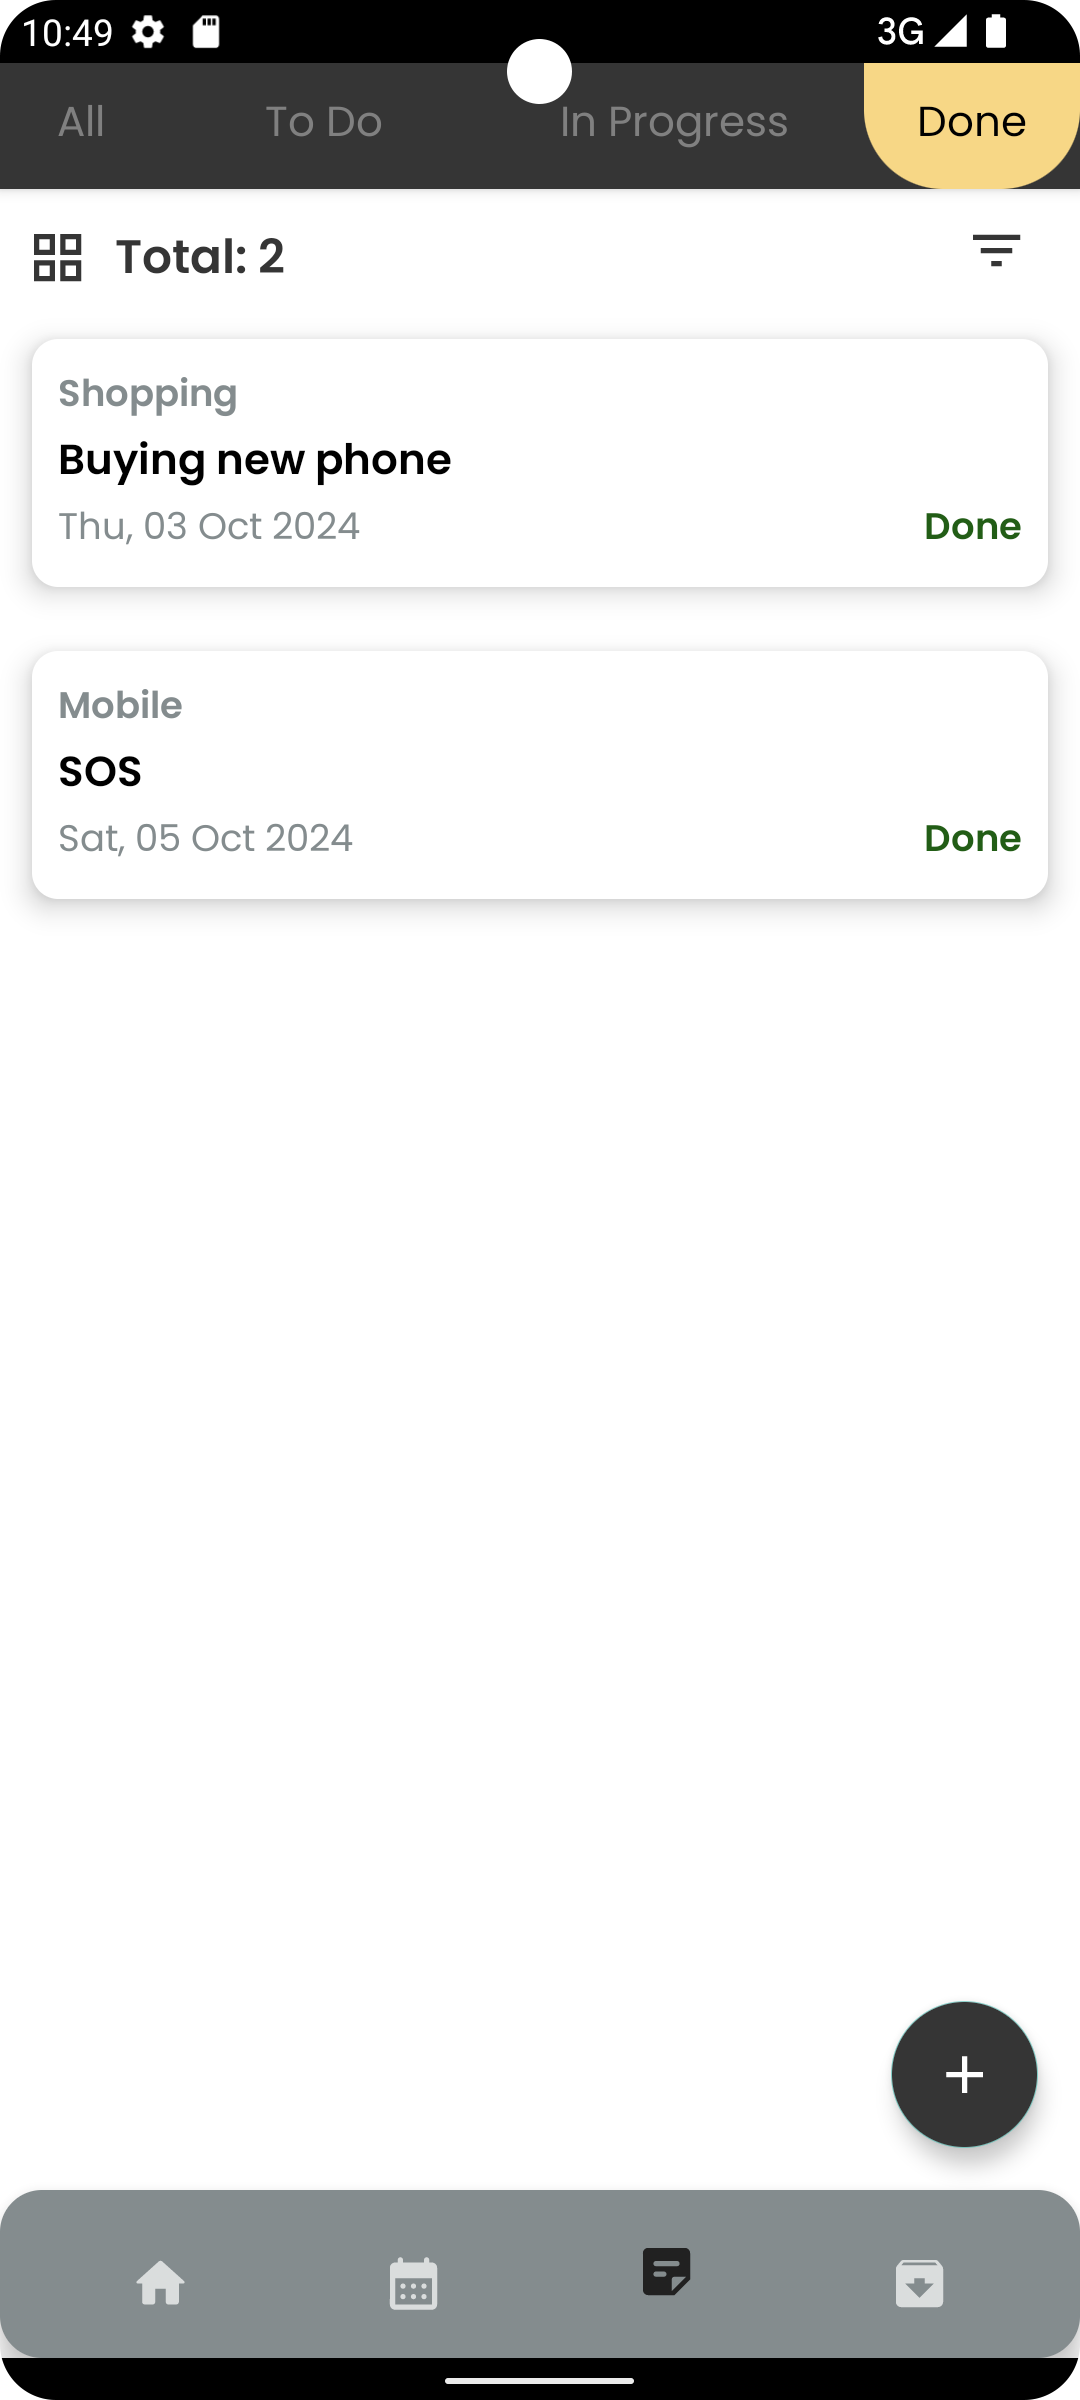 10:49
3G
All To Do In Progress Done
Total: 2
Shopping
Buying new phone
Thu, 03 Oct 2024 Done
Mobile
SOS
Sat, 05 Oct 2024 Done
+